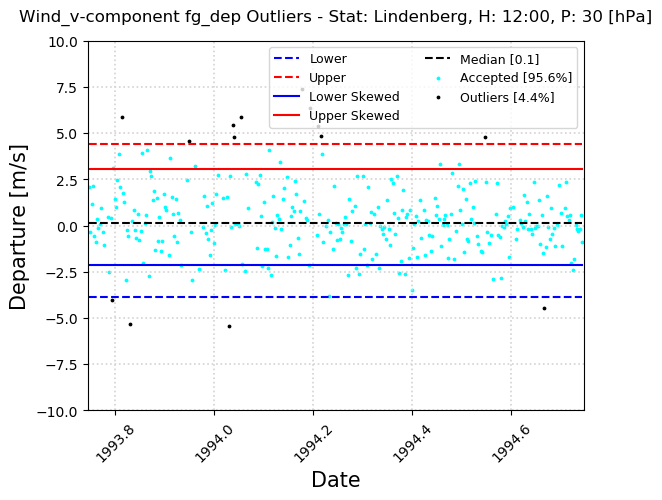 Wind_v-component fg_dep Outliers - Stat: Lindenberg, H: 12:00, P: 30 [hPa]
Lower
Upper
Lower Skewed
Upper Skewed
Median [0.1]
Accepted [95.6%]
Outliers [4.4%]
10.0
7.5
5.0
2.5
0.0
−2.5
−5.0
−7.5
−10.0
Departure [m/s]
1993.8
1994.0
1994.2
1994.4
1994.6
Date